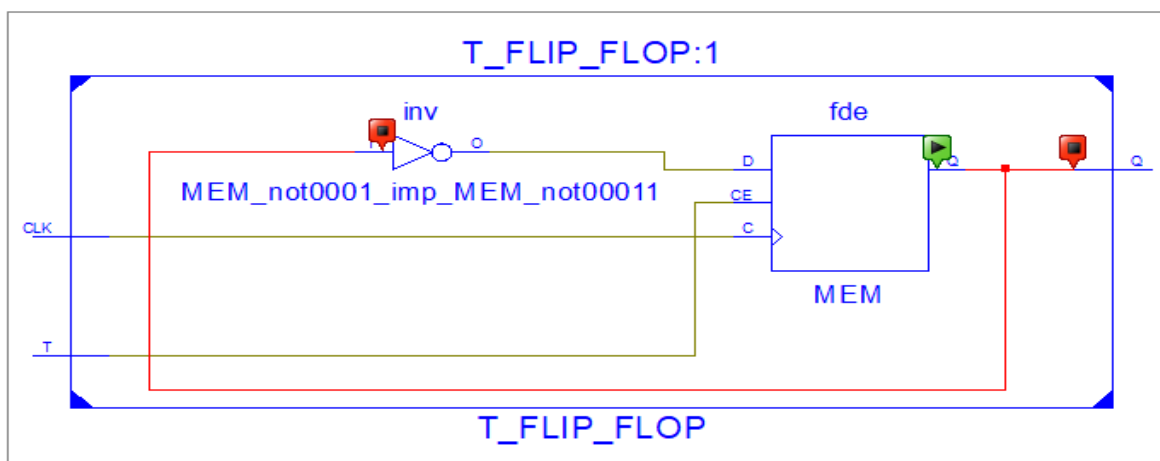 T_FLIP_FLOP:1
inv
fde
O
Q
Q
D
MEM_not0001_imp_MEM_not00011
CE
CLK
C
MEM
T
T_FLIP_FLOP